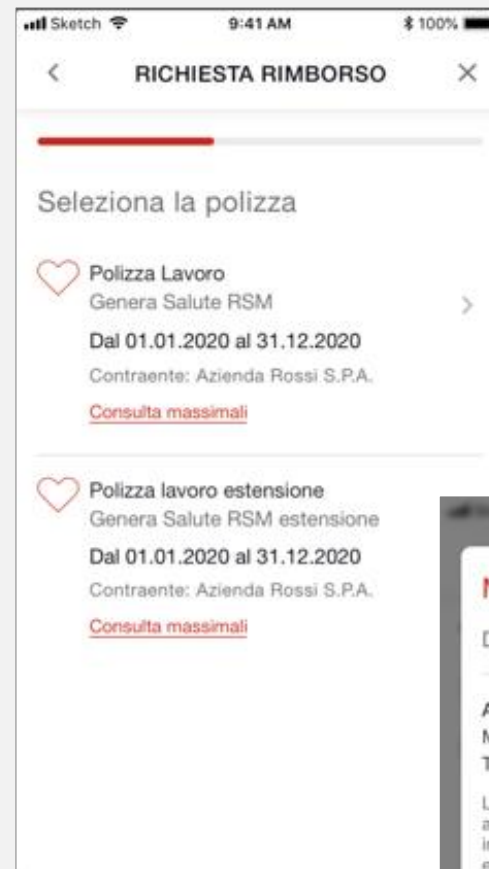 Sketch 9:41 AM 100%
RICHIESTA RIMBORSO
Seleziona la polizza
Polizza Lavoro
Genera Salute RSM
Dal 01.01.2020 al 31.12.2020
Contraente: Azienda Rossi S.P.A.
Consulta massimali
Polizza lavoro estensione
Genera Salute RSM estensione
Dal 01.01.2020 al 31.12.2020
Contraente: Azienda Rossi S.P.A.
Consulta massimali